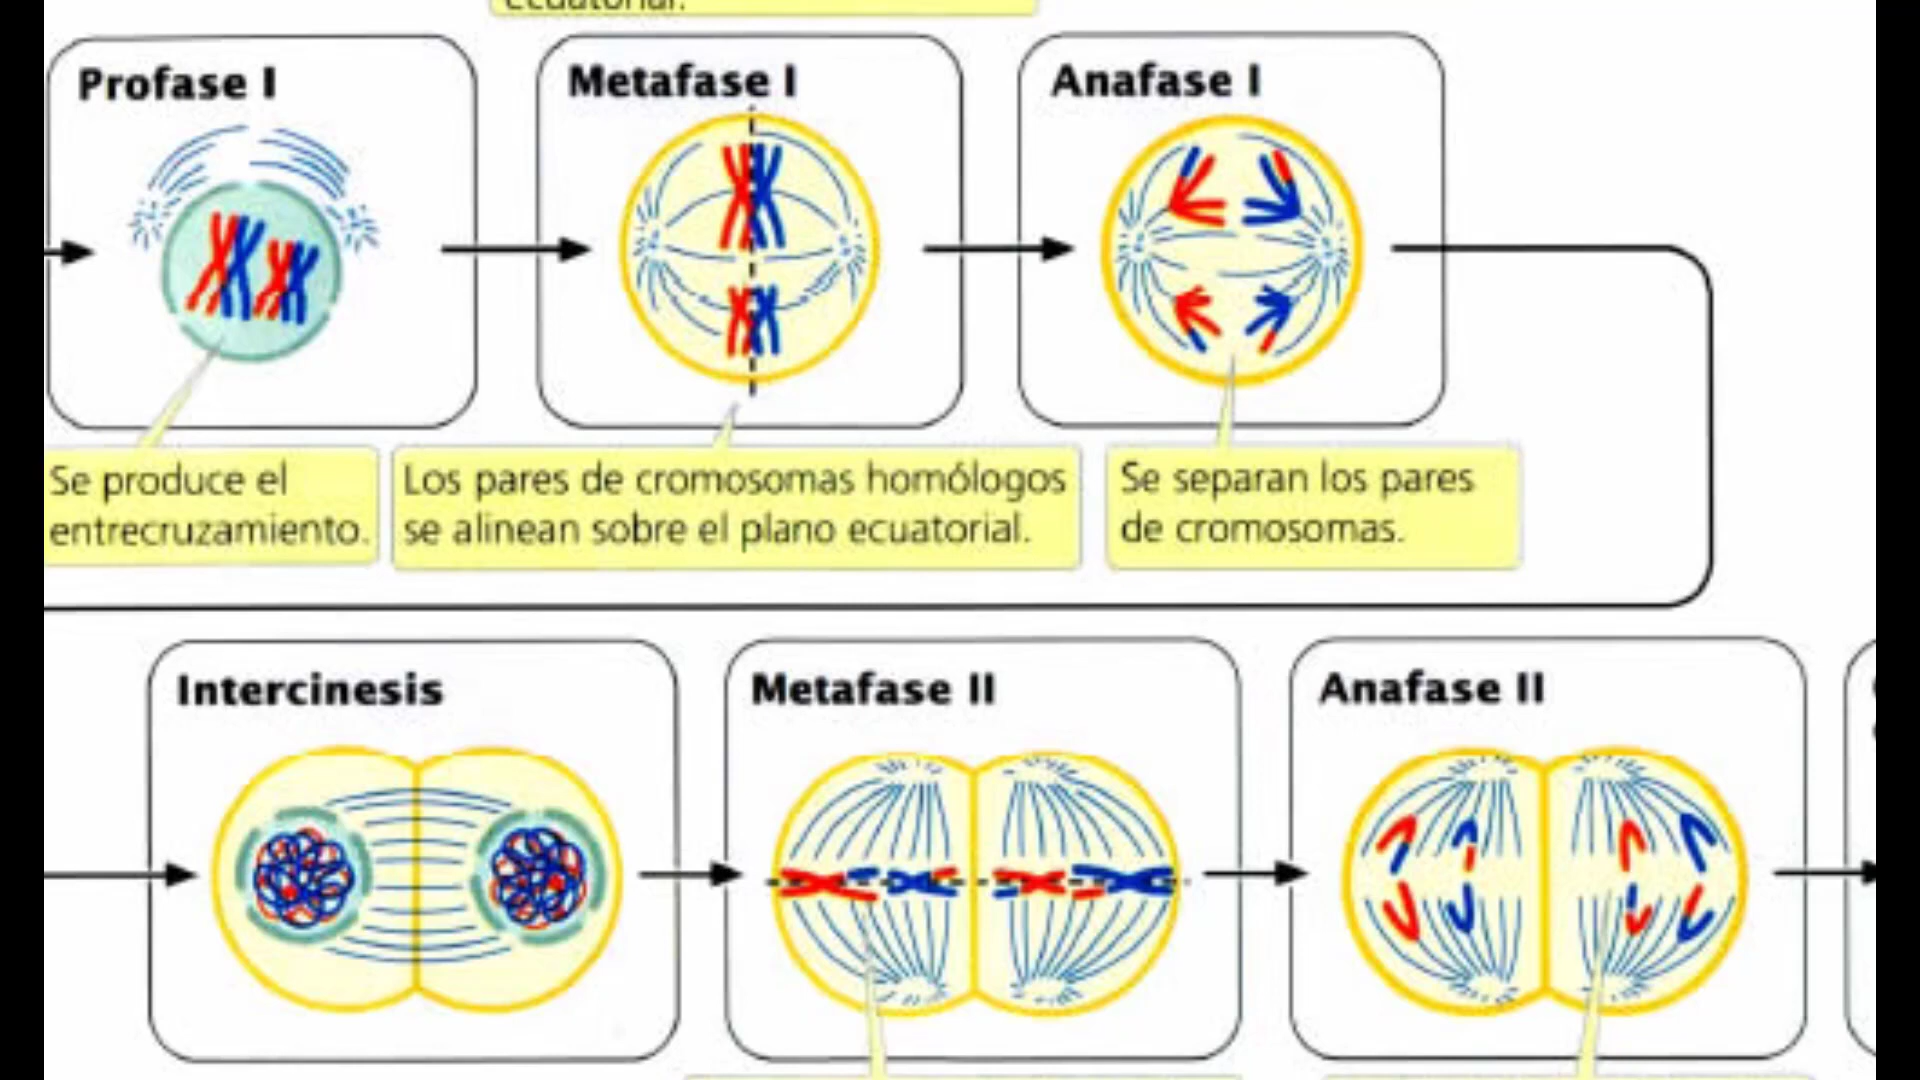 ecuatorial.
Profase I
Metafase I
Anafase I
Se produce el
entrecruzamiento.
Los pares de cromosomas homólogos
se alinean sobre el plano ecuatorial.
Se separan los pares
de cromosomas.
Intercinesis
Metafase II
Anafase II